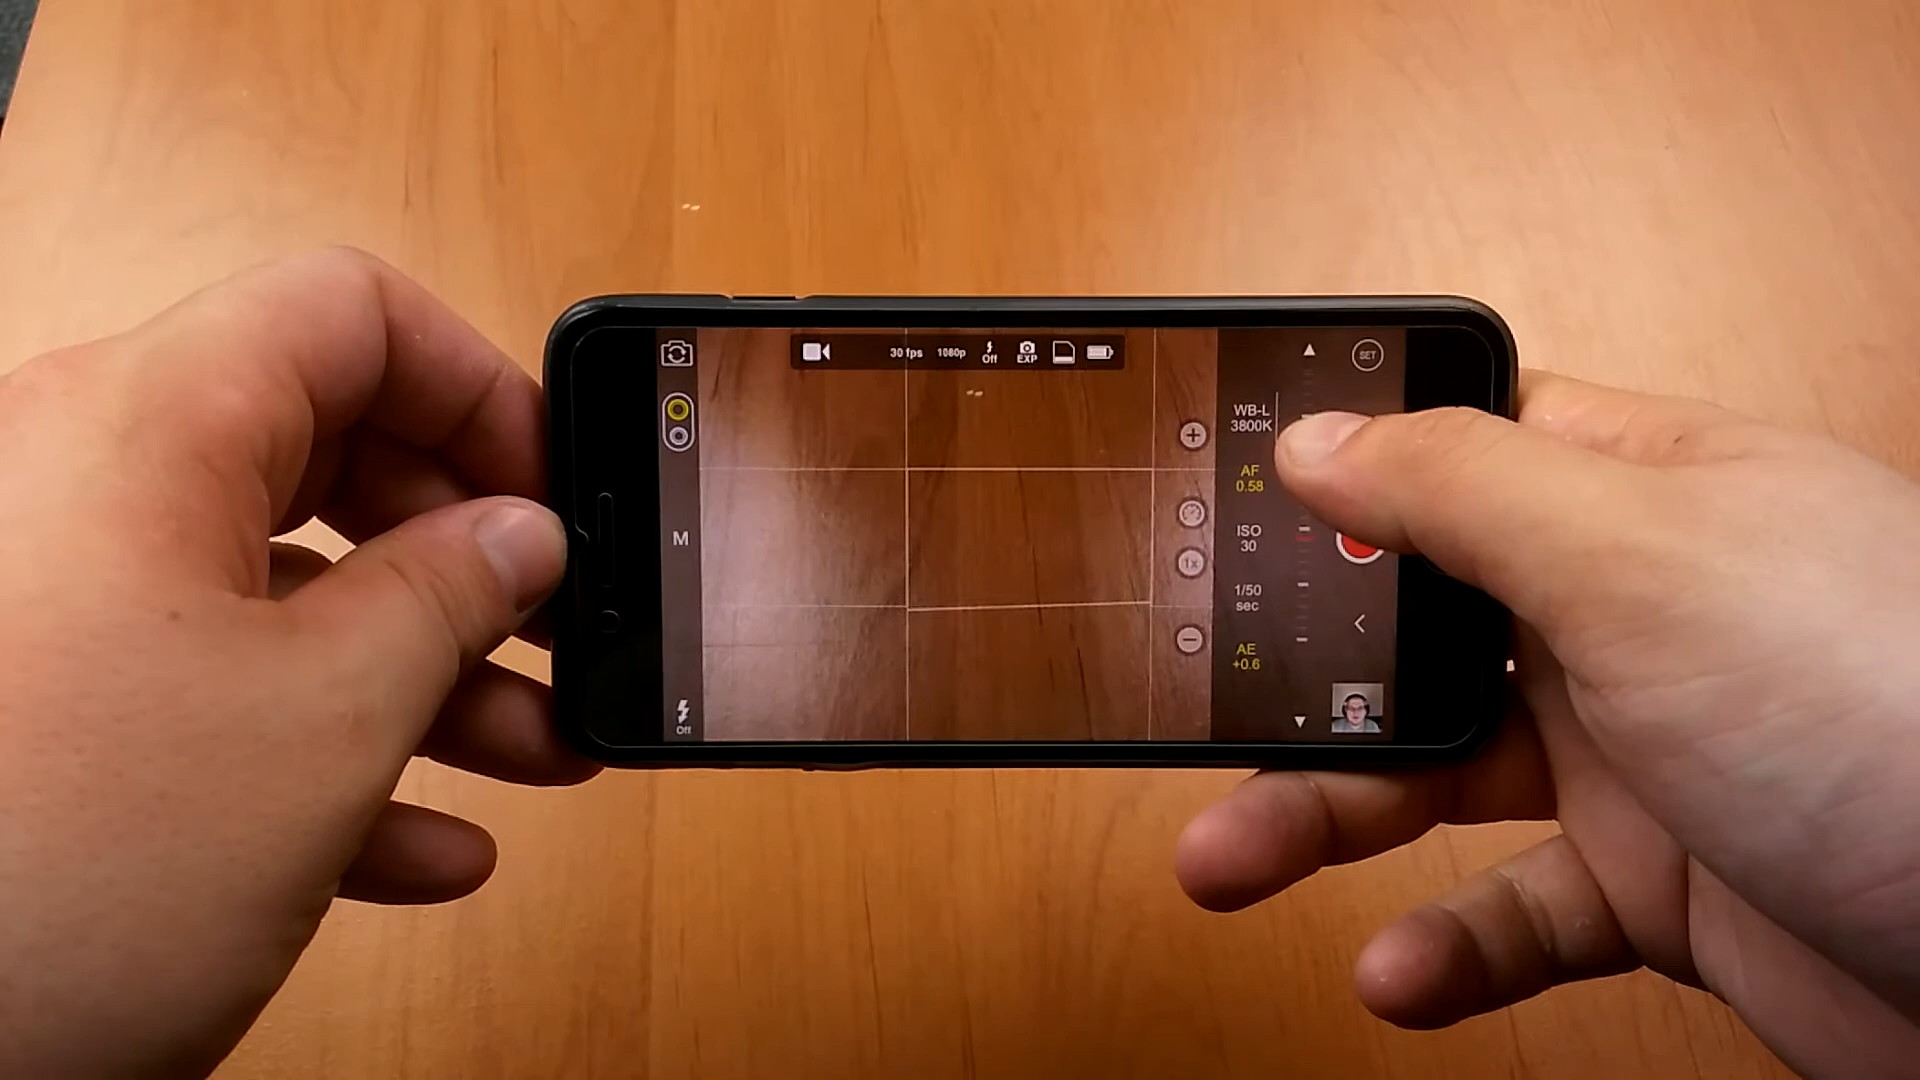 30 fps 1080p Off EXP
SET
WB-L
3800K
AF
0.58
M
ISO
30
1x
1/50
sec
AE
+0.6
Off